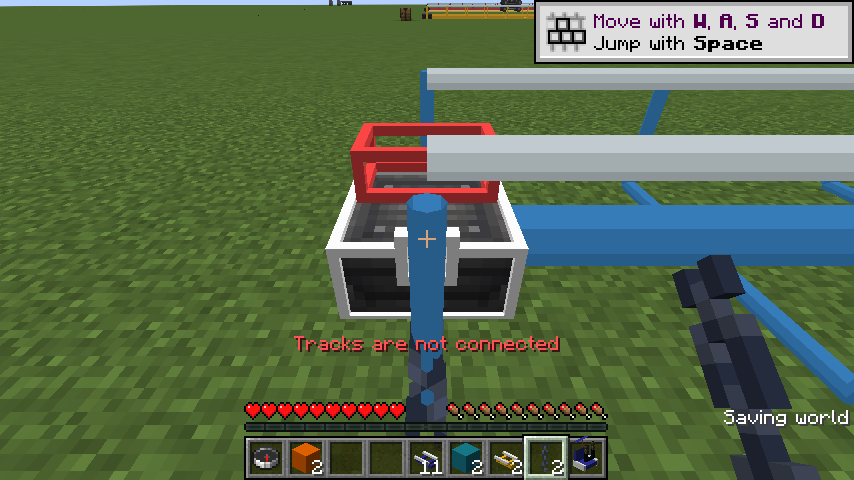 Move with W, A, S and D
Jump with Space
Tracks are not connected
Saving world
2
11
2
2
2